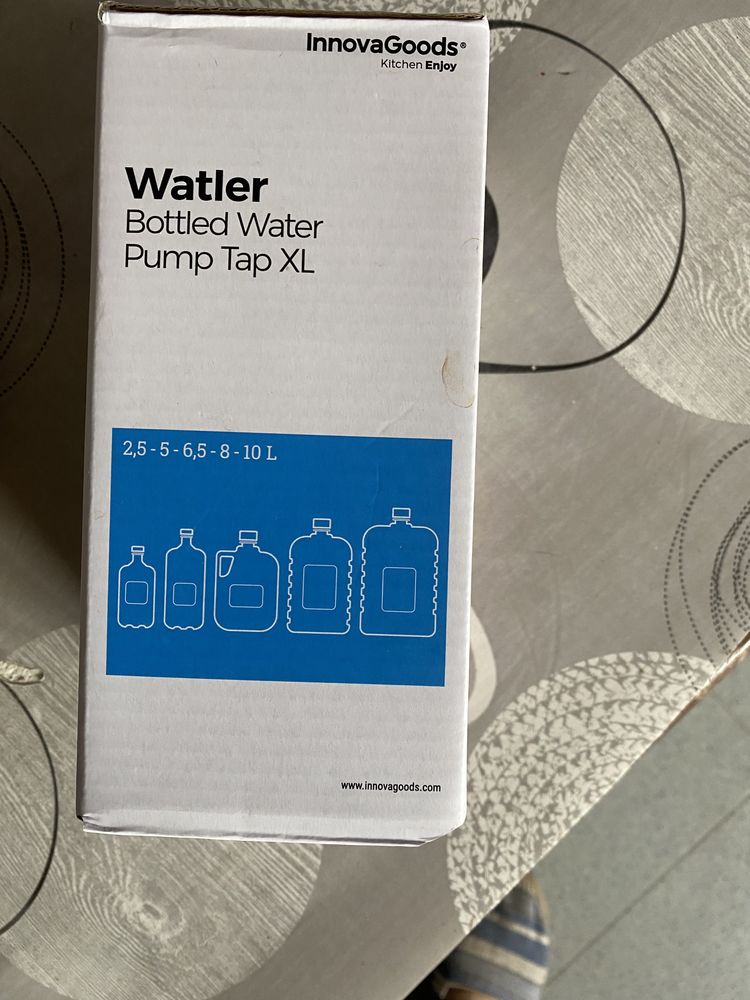 InnovaGoods®
Kitchen Enjoy
Watler
Bottled Water
Pump Tap XL
2,5 - 5 - 6,5 - 8 - 10 L
www.innovagoods.com